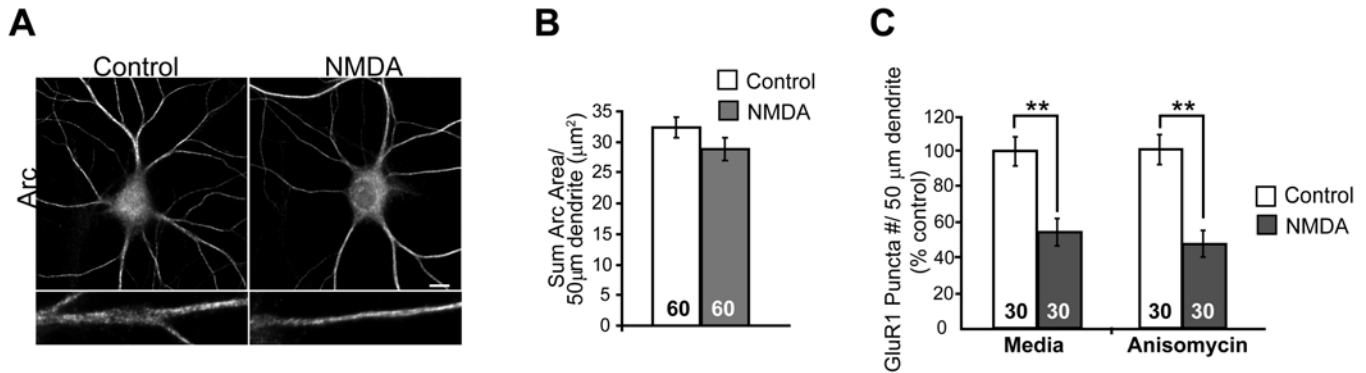 A
Control NMDA
Arc
B
Control
NMDA
Sum Arc Area/
50μm dendrite (μm²)
35
30
25
20
15
10
5
0
60 60
C
GluR1 Puncta #/ 50 μm dendrite
(% control)
120
100
80
60
40
20
0
** **
30 30 30 30
Media Anisomycin
Control
NMDA